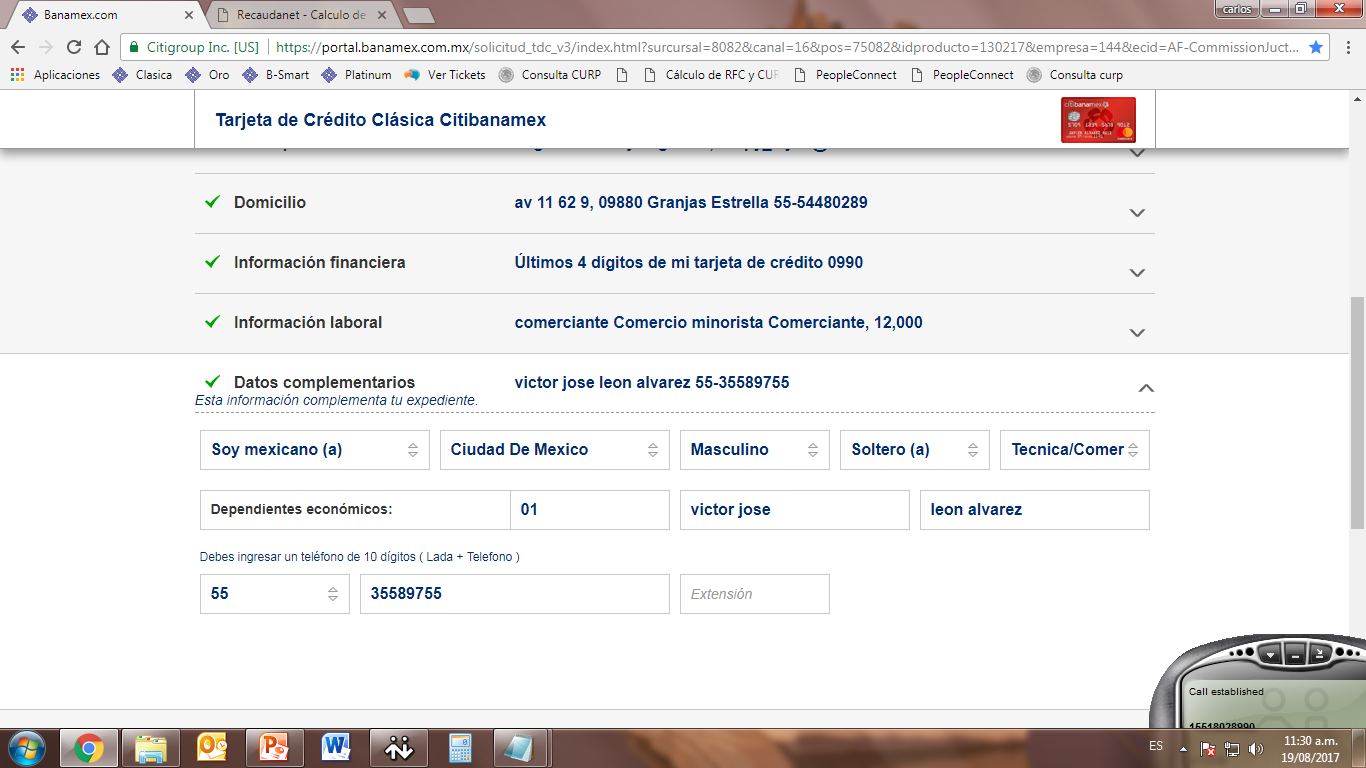 Banamex.com
Recaudanet - Calculo de
carlos
Citigroup Inc. [US]
https://portal.banamex.com.mx/solicitud_tdc_v3/index.html?surcursal=8082&canal=16&pos=75082&idproducto=130217&empresa=144&ecid=AF-CommissionJuct...
Aplicaciones
Clasica
Oro
B-Smart
Platinum
Ver Tickets
Consulta CURP
Cálculo de RFC y CUR
PeopleConnect
PeopleConnect
Consulta curp
Tarjeta de Crédito Clásica Citibanamex
citibanamex
Domicilio
av 11 62 9, 09880 Granjas Estrella 55-54480289
Información financiera
Últimos 4 dígitos de mi tarjeta de crédito 0990
Información laboral
comerciante Comercio minorista Comerciante, 12,000
Datos complementarios
victor jose leon alvarez 55-35589755
Esta información complementa tu expediente.
Soy mexicano (a)
Ciudad De Mexico
Masculino
Soltero (a)
Tecnica/Comer
Dependientes económicos:
01
victor jose
leon alvarez
Debes ingresar un teléfono de 10 dígitos ( Lada + Telefono )
55
35589755
Extensión
Call established
15518028990
ES
11:30 a.m.
19/08/2017